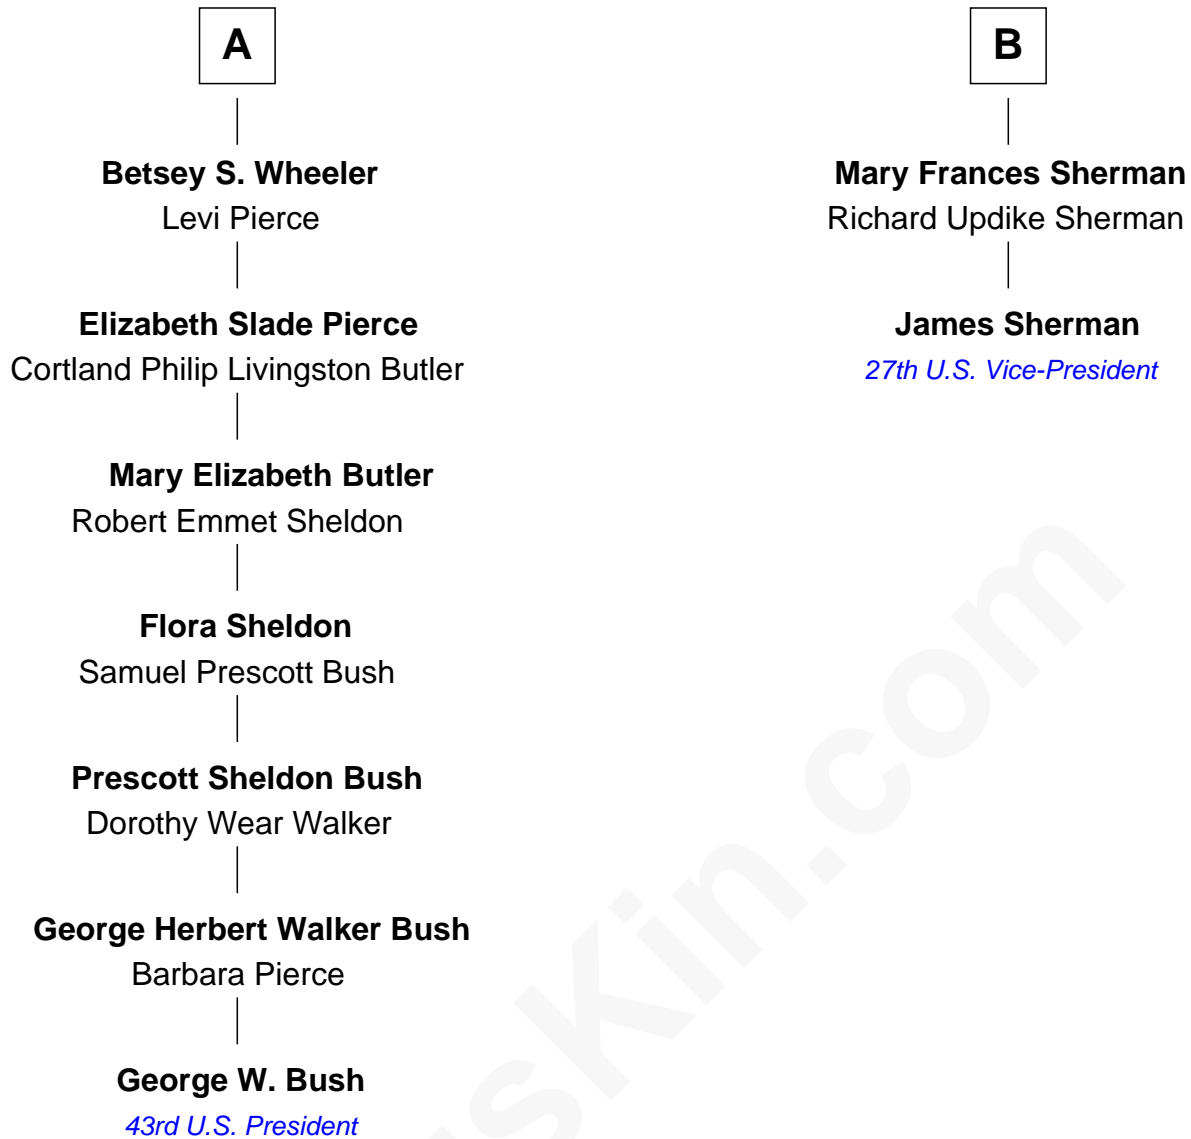 A
Betsey S. Wheeler
Levi Pierce
Elizabeth Slade Pierce
Cortland Philip Livingston Butler
Mary Elizabeth Butler
Robert Emmet Sheldon
Flora Sheldon
Samuel Prescott Bush
Prescott Sheldon Bush
Dorothy Wear Walker
George Herbert Walker Bush
Barbara Pierce
George W. Bush
43rd U.S. President
B
Mary Frances Sherman
Richard Updike Sherman
James Sherman
27th U.S. Vice-President
usKin.com